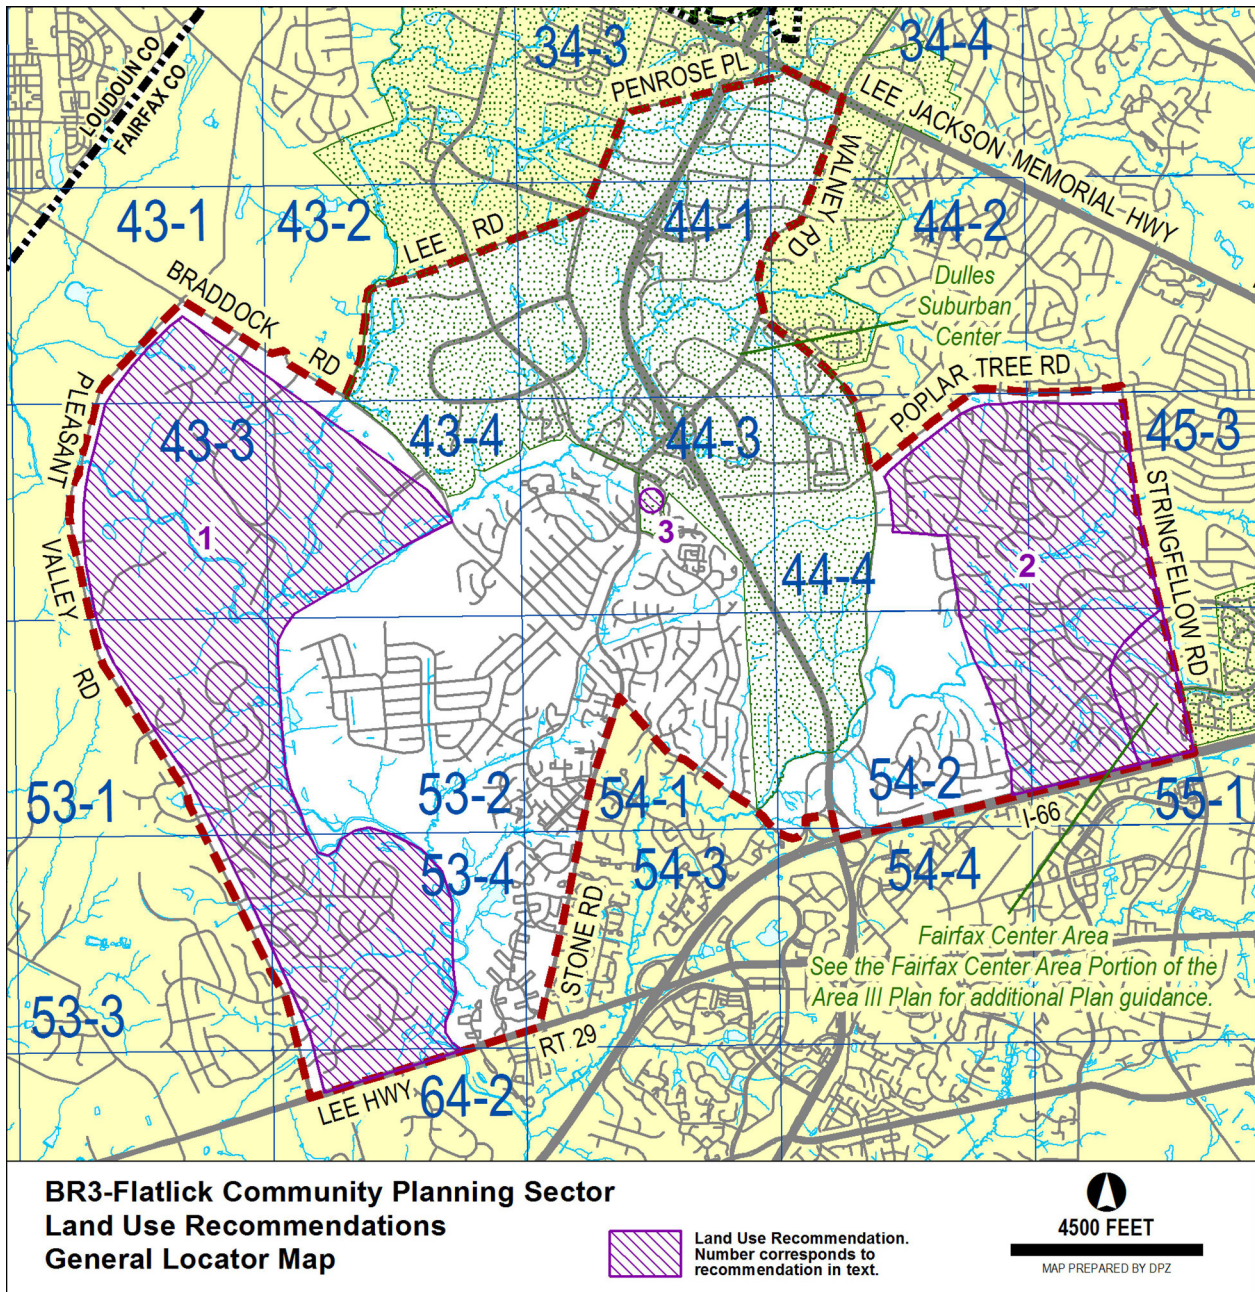 34-3
34-4
LOUDOUN CO
FAIRFAX CO
PENROSE PL
LEE JACKSON MEMORIAL HWY
WALNEY RD
43-1
43-2
LEE RD
44-1
44-2
BRADDOCK RD
Dulles
Suburban
Center
PLEASANT VALLEY RD
POPLAR TREE RD
43-3
43-4
44-3
45-3
STRINGFELLOW RD
1
3
2
44-4
53-1
53-2
54-1
54-2
55-1
I-66
53-4
54-3
54-4
STONE RD
Fairfax Center Area
See the Fairfax Center Area Portion of the
Area III Plan for additional Plan guidance.
53-3
RT. 29
LEE HWY
64-2
BR3-Flatlick Community Planning Sector
Land Use Recommendations
General Locator Map
Land Use Recommendation.
Number corresponds to
recommendation in text.
4500 FEET
MAP PREPARED BY DPZ